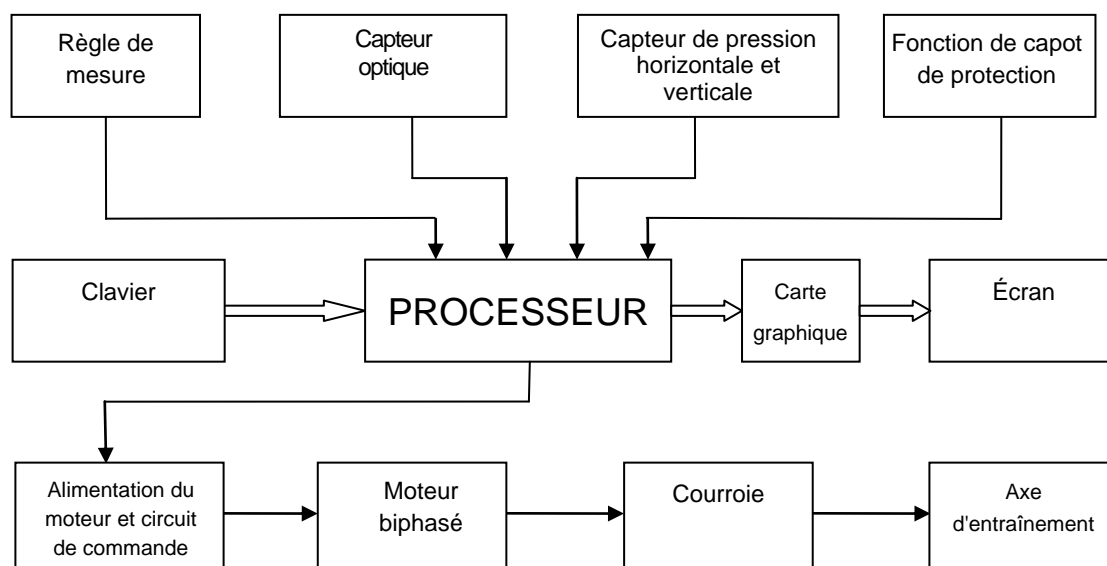 Règle de
mesure
Capteur
optique
Capteur de pression
horizontale et
verticale
Fonction de capot
de protection
Clavier
PROCESSEUR
Carte
graphique
Écran
Alimentation du
moteur et circuit
de commande
Moteur
biphasé
Courroie
Axe
d'entraînement